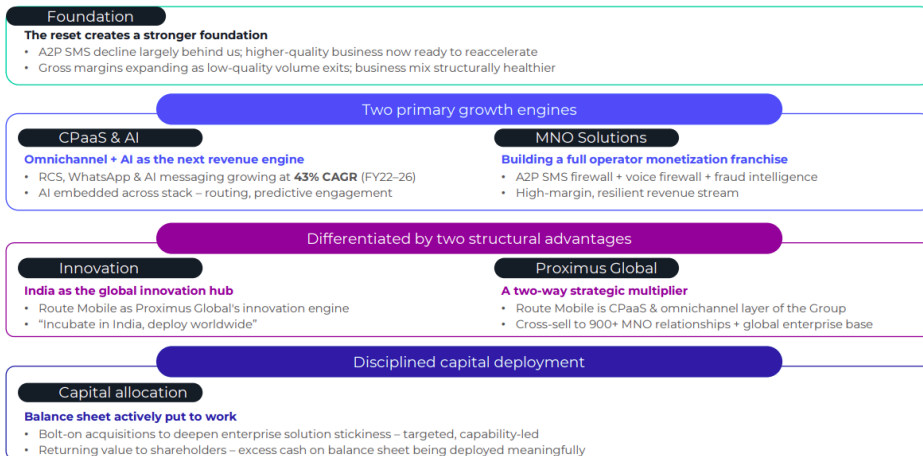 Foundation
The reset creates a stronger foundation
• A2P SMS decline largely behind us; higher-quality business now ready to reaccelerate
• Gross margins expanding as low-quality volume exits; business mix structurally healthier
Two primary growth engines
CPaaS & AI
Omnichannel + AI as the next revenue engine
• RCS, WhatsApp & AI messaging growing at 43% CAGR (FY22–26)
• AI embedded across stack – routing, predictive engagement
MNO Solutions
Building a full operator monetization franchise
• A2P SMS firewall + voice firewall + fraud intelligence
• High-margin, resilient revenue stream
Differentiated by two structural advantages
Innovation
India as the global innovation hub
• Route Mobile as Proximus Global's innovation engine
• “Incubate in India, deploy worldwide”
Proximus Global
A two-way strategic multiplier
• Route Mobile is CPaaS & omnichannel layer of the Group
• Cross-sell to 900+ MNO relationships + global enterprise base
Disciplined capital deployment
Capital allocation
Balance sheet actively put to work
• Bolt-on acquisitions to deepen enterprise solution stickiness – targeted, capability-led
• Returning value to shareholders – excess cash on balance sheet being deployed meaningfully